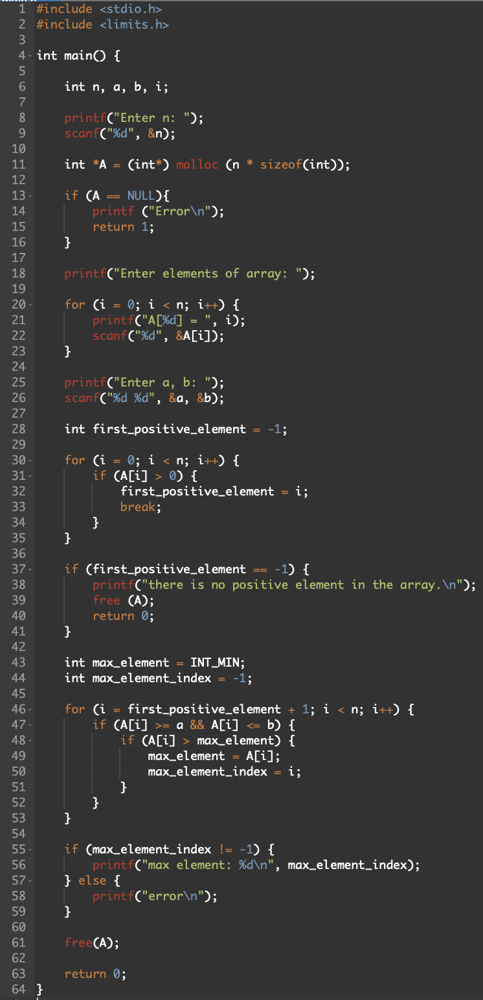 1 #include <stdio.h>
2 #include <limits.h>
3
4 int main() {
5
6     int n, a, b, i;
7
8     printf("Enter n: ");
9     scanf("%d", &n);
10
11     int *A = (int*) malloc (n * sizeof(int));
12
13     if (A == NULL){
14         printf ("Error\n");
15         return 1;
16     }
17
18     printf("Enter elements of array: ");
19
20     for (i = 0; i < n; i++) {
21         printf("A[%d] = ", i);
22         scanf("%d", &A[i]);
23     }
24
25     printf("Enter a, b: ");
26     scanf("%d %d", &a, &b);
27
28     int first_positive_element = -1;
29
30     for (i = 0; i < n; i++) {
31         if (A[i] > 0) {
32             first_positive_element = i;
33             break;
34         }
35     }
36
37     if (first_positive_element == -1) {
38         printf("there is no positive element in the array.\n");
39         free (A);
40         return 0;
41     }
42
43     int max_element = INT_MIN;
44     int max_element_index = -1;
45
46     for (i = first_positive_element + 1; i < n; i++) {
47         if (A[i] >= a && A[i] <= b) {
48             if (A[i] > max_element) {
49                 max_element = A[i];
50                 max_element_index = i;
51             }
52         }
53     }
54
55     if (max_element_index != -1) {
56         printf("max element: %d\n", max_element_index);
57     } else {
58         printf("error\n");
59     }
60
61     free(A);
62
63     return 0;
64 }